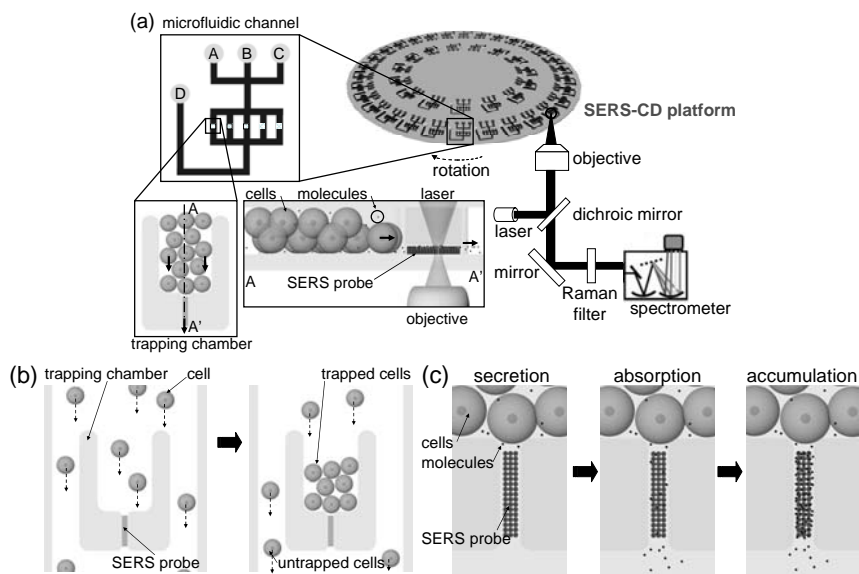 (a)
microfluidic channel
A B C
D
SERS-CD platform
rotation
objective
laser
dichroic mirror
mirror
Raman
filter
spectrometer
A
A'
trapping chamber
cells
molecules
laser
SERS probe
A
A'
objective
(b)
trapping chamber
cell
SERS probe
trapped cells
untrapped cells
(c)
secretion
absorption
accumulation
cells
molecules
SERS probe